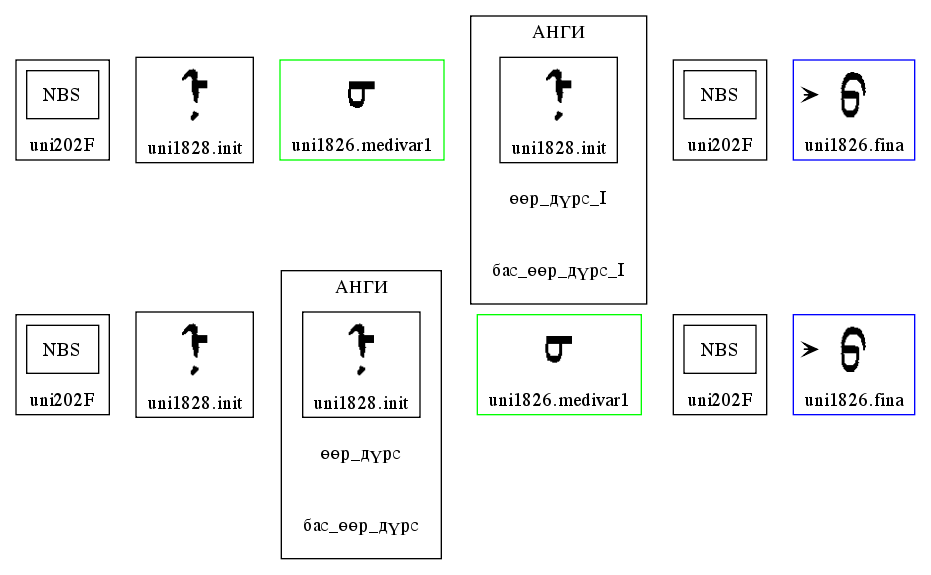 АНГИ
NBS NBS
uni202F uni1828.init uni1826.medivar1 uni1828.init uni202F uni1826.fina
өөр_дүрс_I
бас_өөр_дүрс_I
АНГИ
NBS NBS
uni202F uni1828.init uni1828.init uni1826.medivar1 uni202F uni1826.fina
өөр_дүрс
бас_өөр_дүрс